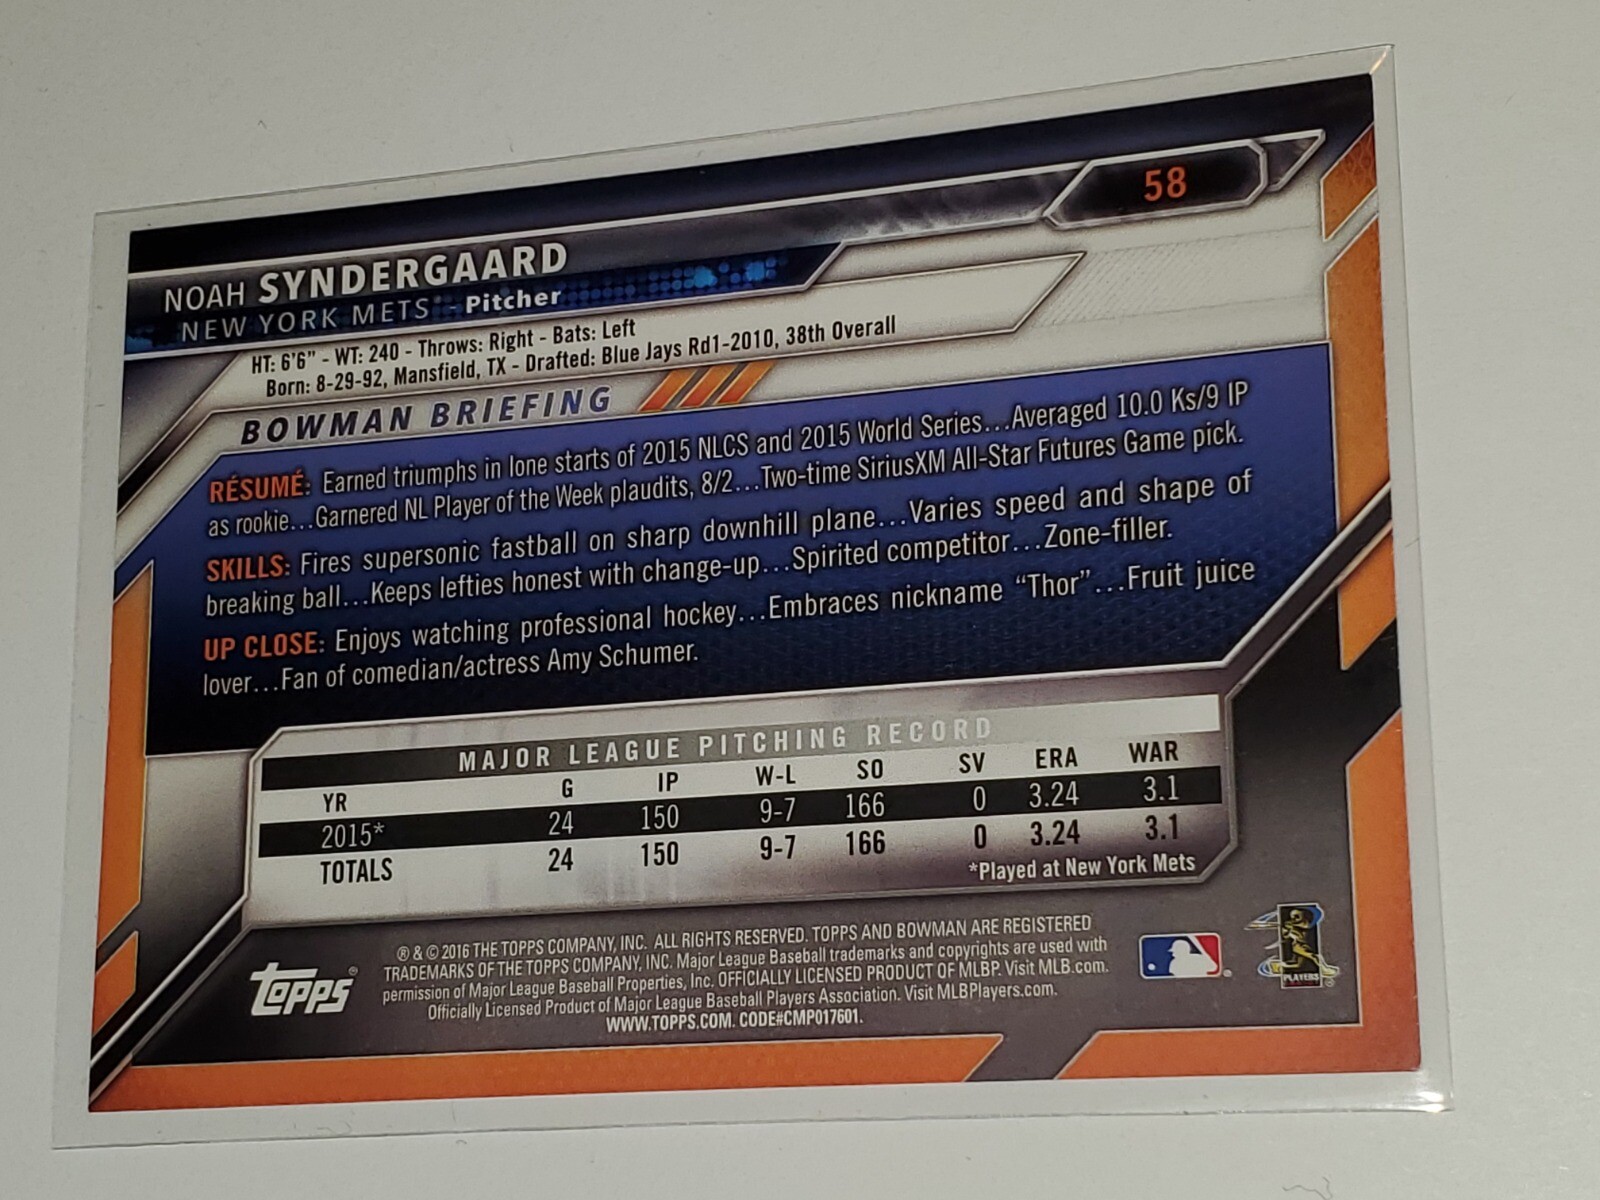 58
NOAH SYNDERGAARD
NEW YORK METS - Pitcher
HT: 6'6" - WT: 240 - Throws: Right - Bats: Left
Born: 8-29-92, Mansfield, TX - Drafted: Blue Jays Rd1-2010, 38th Overall
BOWMAN BRIEFING
RÉSUMÉ: Earned triumphs in lone starts of 2015 NLCS and 2015 World Series...Averaged 10.0 Ks/9 IP
as rookie...Garnered NL Player of the Week plaudits, 8/2...Two-time SiriusXM All-Star Futures Game pick.
SKILLS: Fires supersonic fastball on sharp downhill plane...Varies speed and shape of
breaking ball...Keeps lefties honest with change-up...Spirited competitor...Zone-filler.
UP CLOSE: Enjoys watching professional hockey...Embraces nickname “Thor”...Fruit juice
lover...Fan of comedian/actress Amy Schumer.
MAJOR LEAGUE PITCHING RECORD
YR G IP W-L SO SV ERA WAR
2015* 24 150 9-7 166 0 3.24 3.1
TOTALS 24 150 9-7 166 0 3.24 3.1
*Played at New York Mets
® & © 2016 THE TOPPS COMPANY, INC. ALL RIGHTS RESERVED. TOPPS AND BOWMAN ARE REGISTERED
TRADEMARKS OF THE TOPPS COMPANY, INC. Major League Baseball trademarks and copyrights are used with
permission of Major League Baseball Properties, Inc. OFFICIALLY LICENSED PRODUCT OF MLBP. Visit MLB.com.
Officially Licensed Product of Major League Baseball Players Association. Visit MLBPlayers.com.
WWW.TOPPS.COM. CODE#CMP017601.
Topps®
PLAYERS